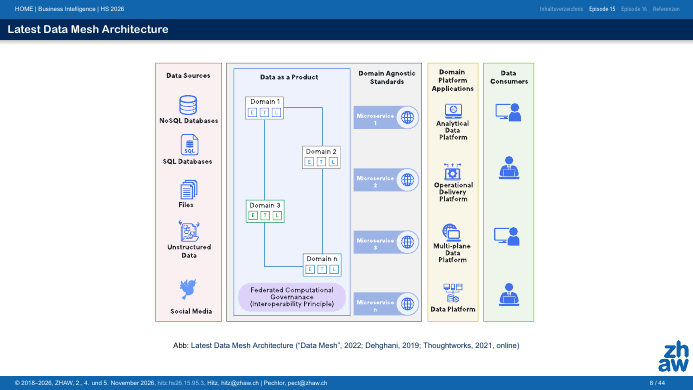 HOME | Business Intelligence | HS 2026
Inhaltsverzeichnis Episode 15 Episode 16 Referenzen
Latest Data Mesh Architecture
Data Sources
NoSQL Databases
SQL Databases
Files
Unstructured
Data
Social Media
Data as a Product
Domain 1
E T L
Domain 2
E T L
Domain 3
E T L
Domain n
E T L
Federated Computational
Governanace
(Interoperability Principle)
Domain Agnostic
Standards
Microservice
1
Microservice
2
Microservice
3
Microservice
n
Domain
Platform
Applications
Analytical
Data
Platform
Operational
Delivery
Platform
Multi-plane
Data
Platform
Data Platform
Data
Consumers
Abb: Latest Data Mesh Architecture ("Data Mesh", 2022; Dehghani, 2019; Thoughtworks, 2021, online)
zh
aw
© 2018–2026, ZHAW, 2., 4. und 5. November 2026, hitz.hs26.15.95.3, Hitz, hitz@zhaw.ch | Pechtor, pect@zhaw.ch
8 / 44